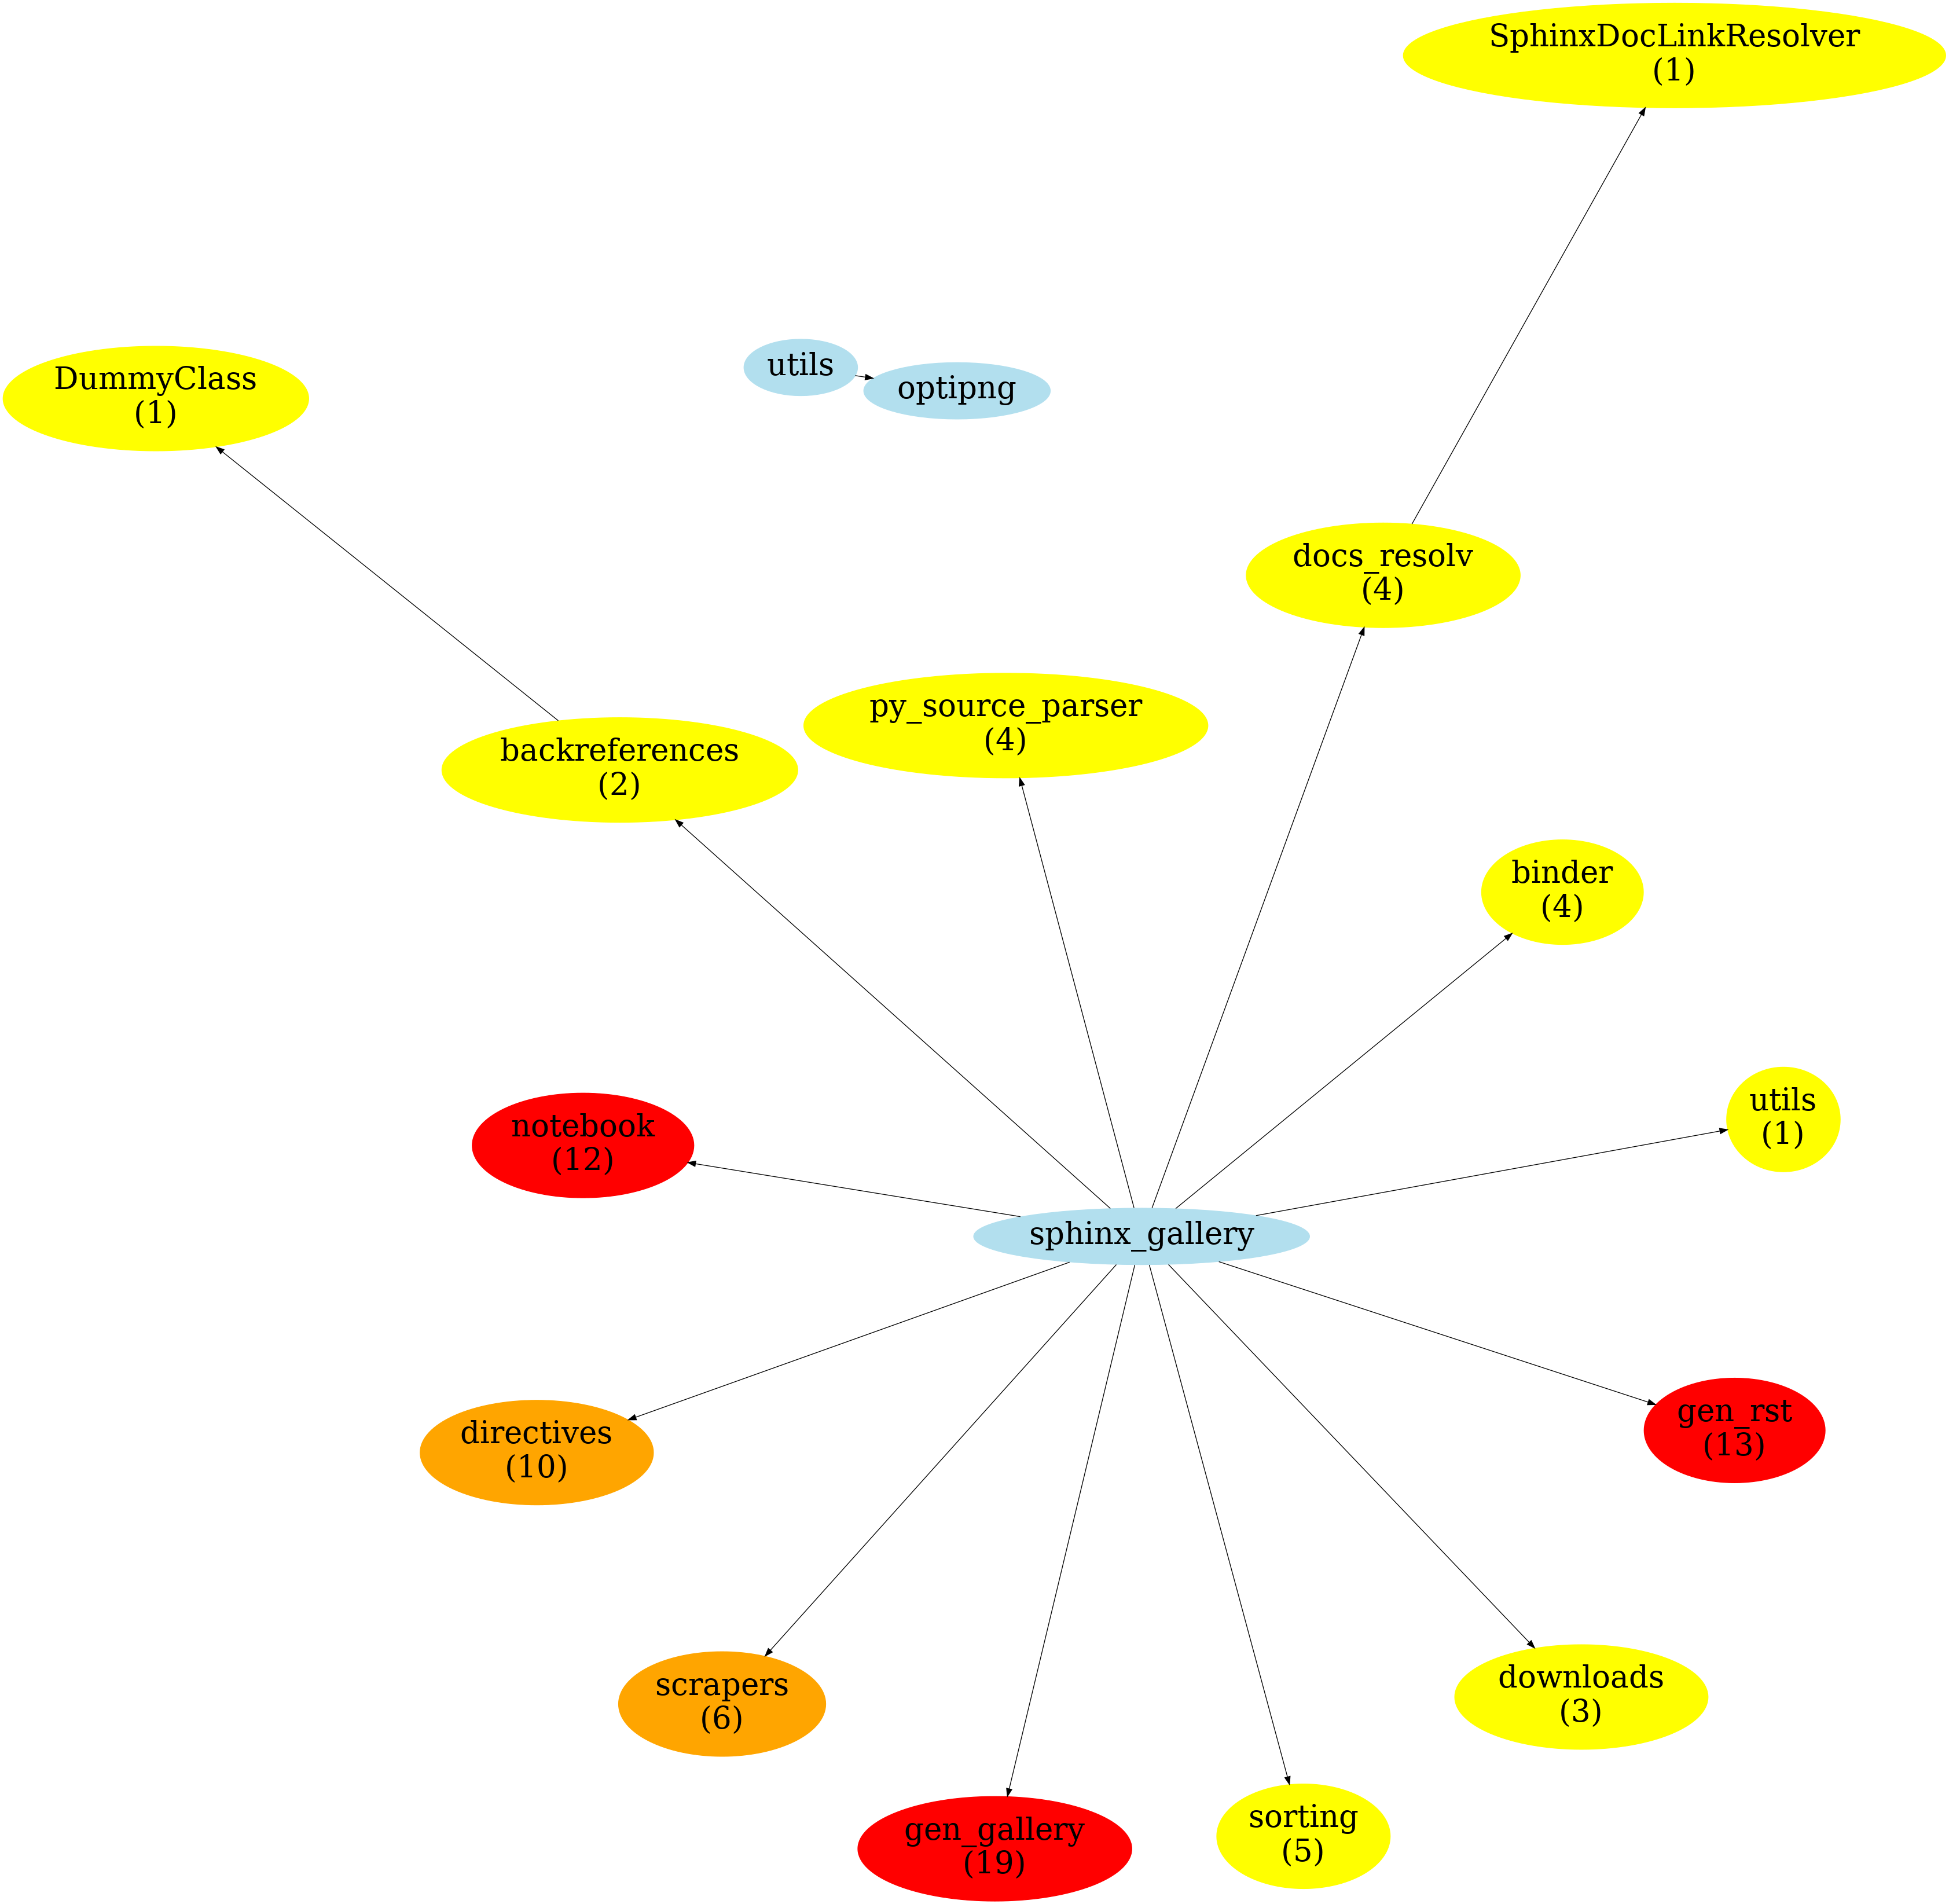 SphinxDocLinkResolver
(1)
utils
optipng
DummyClass
(1)
docs_resolv
(4)
py_source_parser
(4)
backreferences
(2)
binder
(4)
utils
(1)
notebook
(12)
sphinx_gallery
gen_rst
(13)
directives
(10)
downloads
(3)
scrapers
(6)
sorting
(5)
gen_gallery
(19)